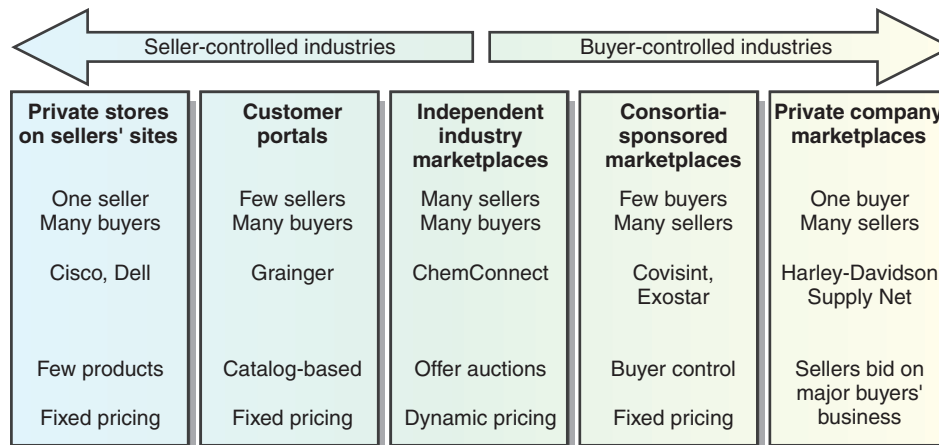 Seller-controlled industries
Buyer-controlled industries
Private stores
on sellers' sites
One seller
Many buyers
Cisco, Dell
Few products
Fixed pricing
Customer
portals
Few sellers
Many buyers
Grainger
Catalog-based
Fixed pricing
Independent
industry
marketplaces
Many sellers
Many buyers
ChemConnect
Offer auctions
Dynamic pricing
Consortia-
sponsored
marketplaces
Few buyers
Many sellers
Covisint,
Exostar
Buyer control
Fixed pricing
Private company
marketplaces
One buyer
Many sellers
Harley-Davidson
Supply Net
Sellers bid on
major buyers'
business